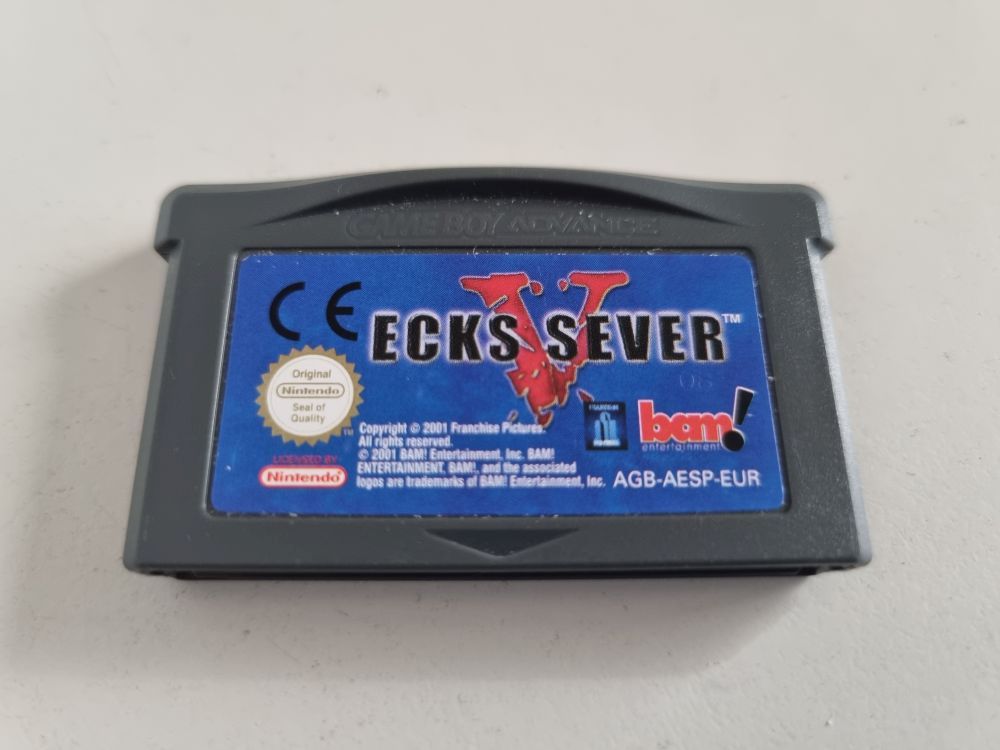 GAME BOY ADVANCE
CE
V
ECKS SEVER™
Original
Nintendo
Seal of
Quality
™
08
bam!
entertainment
LICENSED BY
Nintendo
Copyright © 2001 Franchise Pictures.
All rights reserved.
© 2001 BAM! Entertainment, Inc. BAM!
ENTERTAINMENT, BAM!, and the associated
logos are trademarks of BAM! Entertainment, Inc.
AGB-AESP-EUR